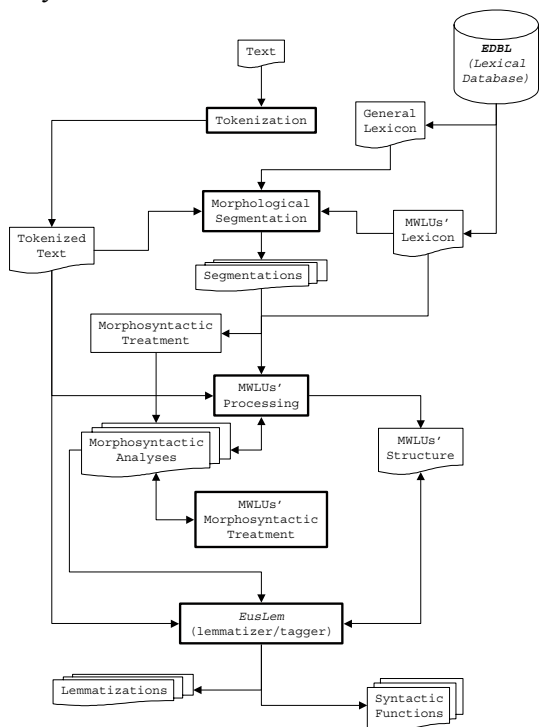 EDBL
(Lexical
Database)
Text
General
Lexicon
Tokenization
Morphological
Segmentation
MWLUs'
Lexicon
Tokenized
Text
Segmentations
Morphosyntactic
Treatment
MWLUs'
Processing
Morphosyntactic
Analyses
MWLUs'
Structure
MWLUs'
Morphosyntactic
Treatment
EusLem
(lemmatizer/tagger)
Lemmatizations
Syntactic
Functions